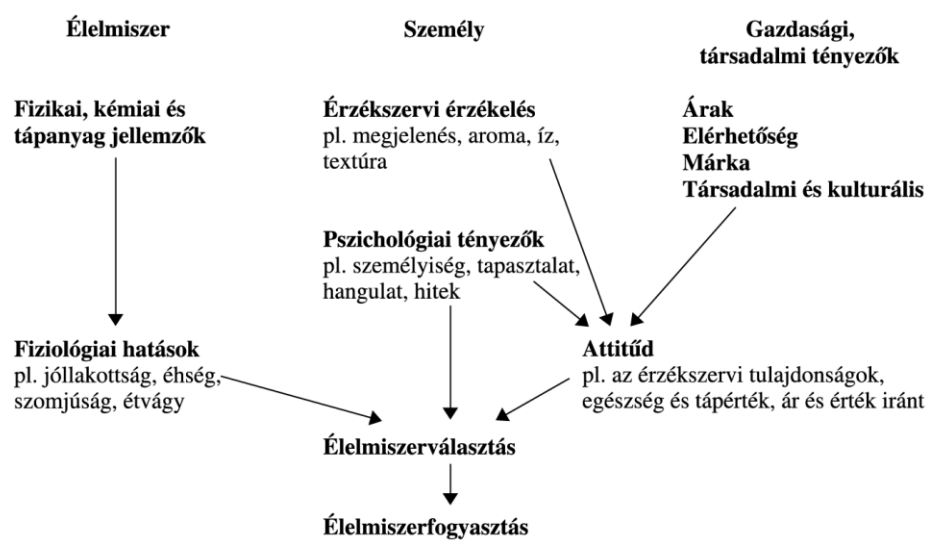 Élelmiszer
Személy
Gazdasági,
társadalmi tényezők
Fizikai, kémiai és
tápanyag jellemzők
Érzékszervi érzékelés
pl. megjelenés, aroma, íz,
textúra
Árak
Elérhetőség
Márka
Társadalmi és kulturális
Pszichológiai tényezők
pl. személyiség, tapasztalat,
hangulat, hitek
Fiziológiai hatások
pl. jóllakottság, éhség,
szomjúság, étvágy
Attitűd
pl. az érzékszervi tulajdonságok,
egészség és tápérték, ár és érték iránt
Élelmiszerválasztás
Élelmiszerfogyasztás